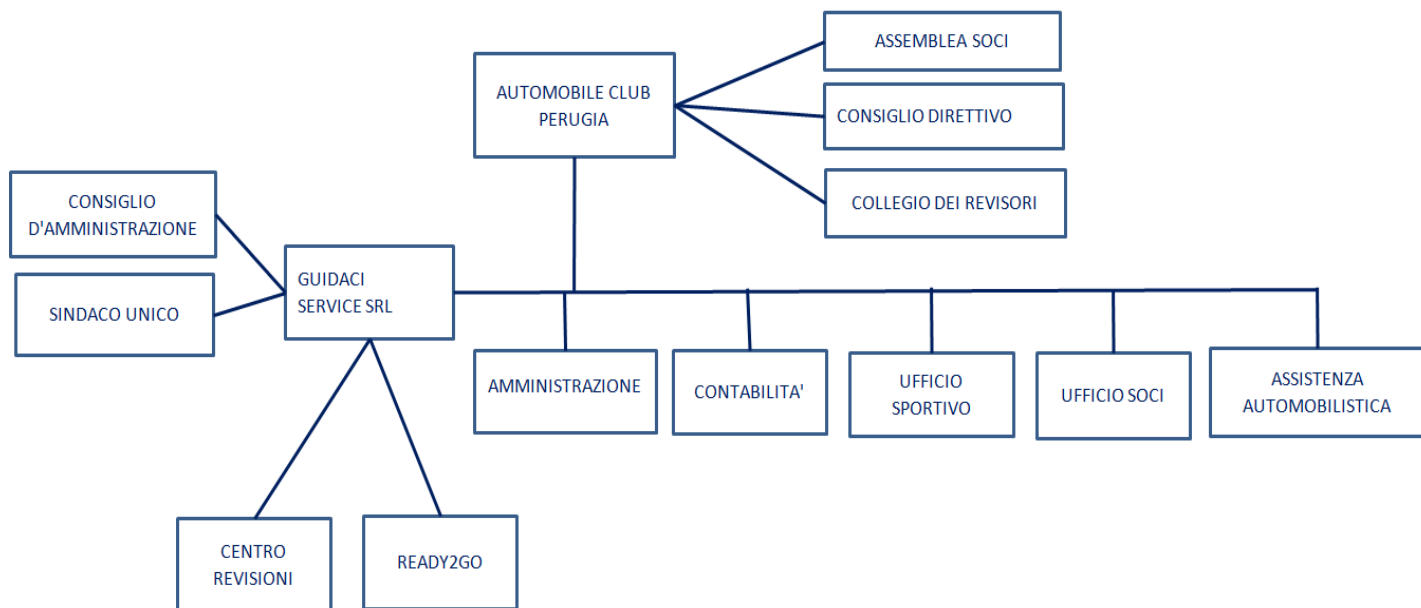 ASSEMBLEA SOCI
AUTOMOBILE CLUB
PERUGIA
CONSIGLIO DIRETTIVO
COLLEGIO DEI REVISORI
CONSIGLIO
D'AMMINISTRAZIONE
SINDACO UNICO
GUIDACI
SERVICE SRL
AMMINISTRAZIONE
CONTABILITA'
UFFICIO
SPORTIVO
UFFICIO SOCI
ASSISTENZA
AUTOMOBILISTICA
CENTRO
REVISIONI
READY2GO